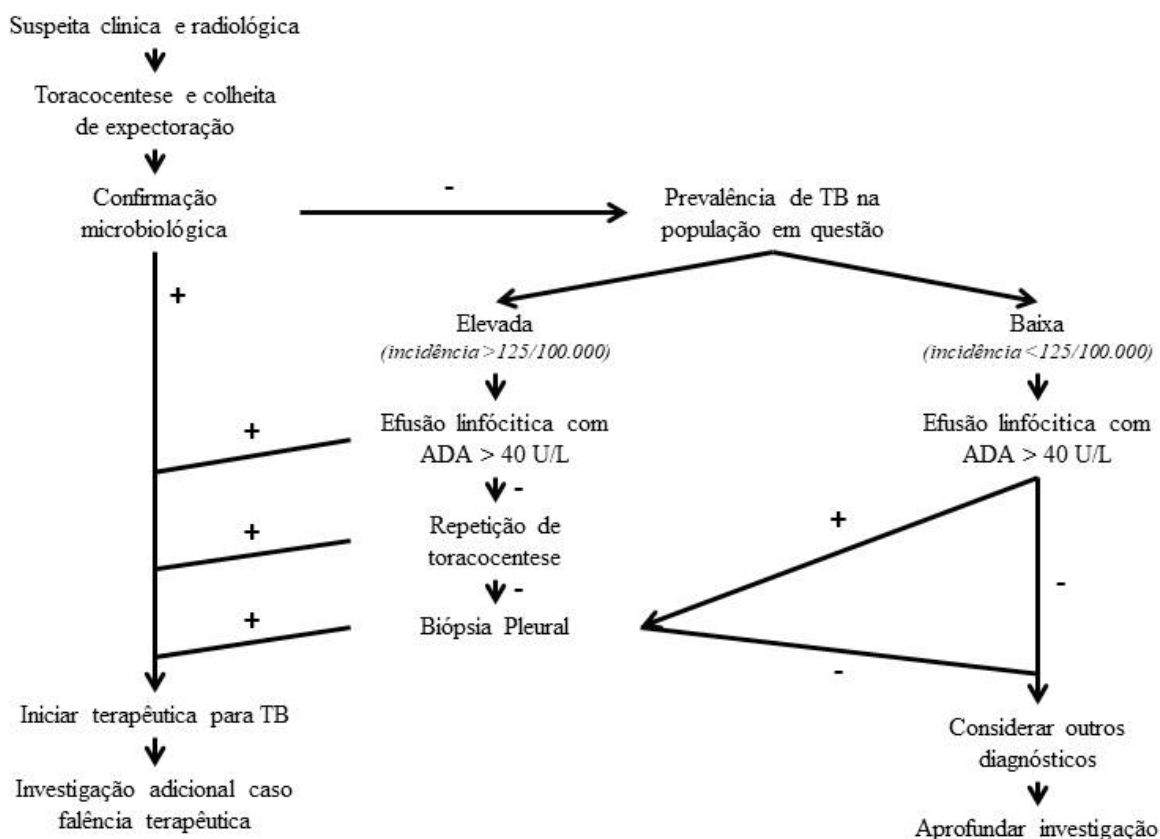 Suspeita clinica e radiológica
Toracocentese e colheita
de expectoração
Confirmação
microbiológica
-
Prevalência de TB na
população em questão
+
Elevada
(incidência >125/100.000)
Baixa
(incidência <125/100.000)
Efusão linfócitica com
ADA > 40 U/L
Efusão linfócitica com
ADA > 40 U/L
+
-
Repetição de
toracocentese
+
+
-
-
Biópsia Pleural
+
-
Iniciar terapêutica para TB
Considerar outros
diagnósticos
Investigação adicional caso
falência terapêutica
Aprofundar investigação